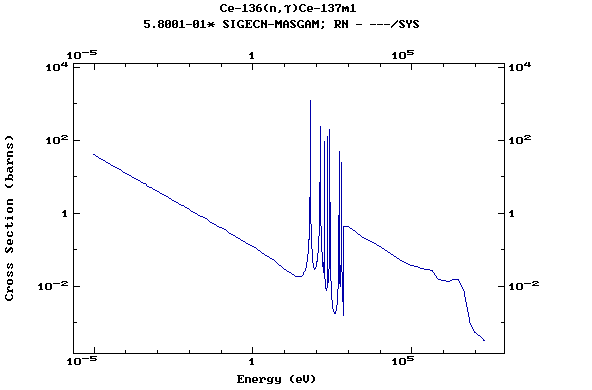 Ce-136(n,γ)Ce-137m1
5.8001-01* SIGECN-MASGAM; RN - ---/SYS
10-5 1 105
104 104
102 102
1 1
10-2 10-2
10-5 1 105
Cross Section (barns)
Energy (eV)